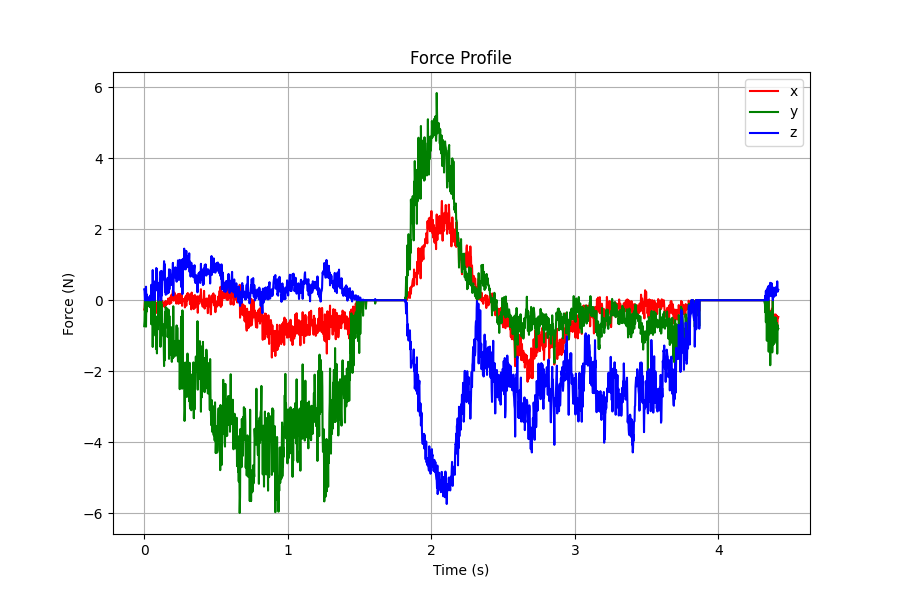 Force Profile
x
y
z
6
4
2
0
−2
−4
−6
Force (N)
0 1 2 3 4
Time (s)